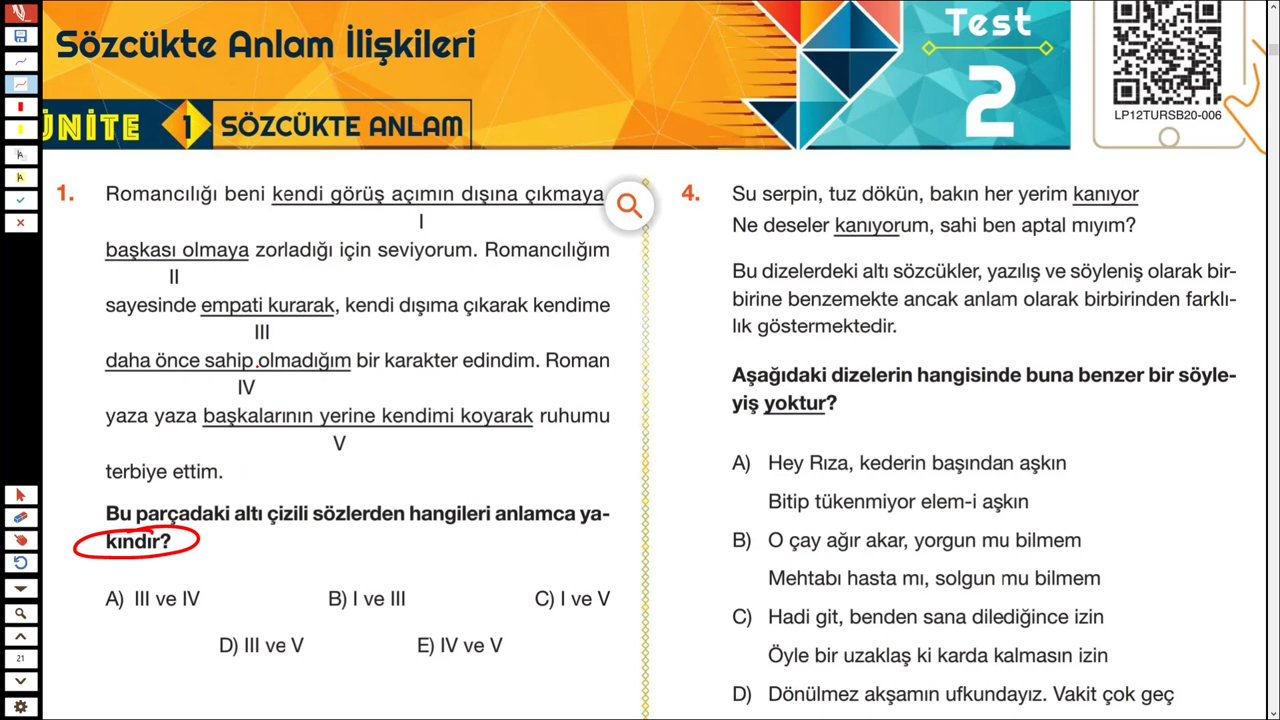 Sözcükte Anlam İlişkileri
Test
2
ÜNİTE 1 SÖZCÜKTE ANLAM
LP12TURSB20-006
1. Romancılığı beni kendi görüş açımın dışına çıkmaya
I
başkası olmaya zorladığı için seviyorum. Romancılığım
II
sayesinde empati kurarak, kendi dışıma çıkarak kendime
III
daha önce sahip olmadığım bir karakter edindim. Roman
IV
yaza yaza başkalarının yerine kendimi koyarak ruhumu
V
terbiye ettim.
Bu parçadaki altı çizili sözlerden hangileri anlamca ya-
kındır?
A) III ve IV B) I ve III C) I ve V
D) III ve V E) IV ve V
4. Su serpin, tuz dökün, bakın her yerim kanıyor
Ne deseler kanıyorum, sahi ben aptal mıyım?
Bu dizelerdeki altı sözcükler, yazılış ve söyleniş olarak bir-
birine benzemekte ancak anlam olarak birbirinden farklı-
lık göstermektedir.
Aşağıdaki dizelerin hangisinde buna benzer bir söyle-
yiş yoktur?
A) Hey Rıza, kederin başından aşkın
Bitip tükenmiyor elem-i aşkın
B) O çay ağır akar, yorgun mu bilmem
Mehtabı hasta mı, solgun mu bilmem
C) Hadi git, benden sana dilediğince izin
Öyle bir uzaklaş ki karda kalmasın izin
D) Dönülmez akşamın ufkundayız. Vakit çok geç
21